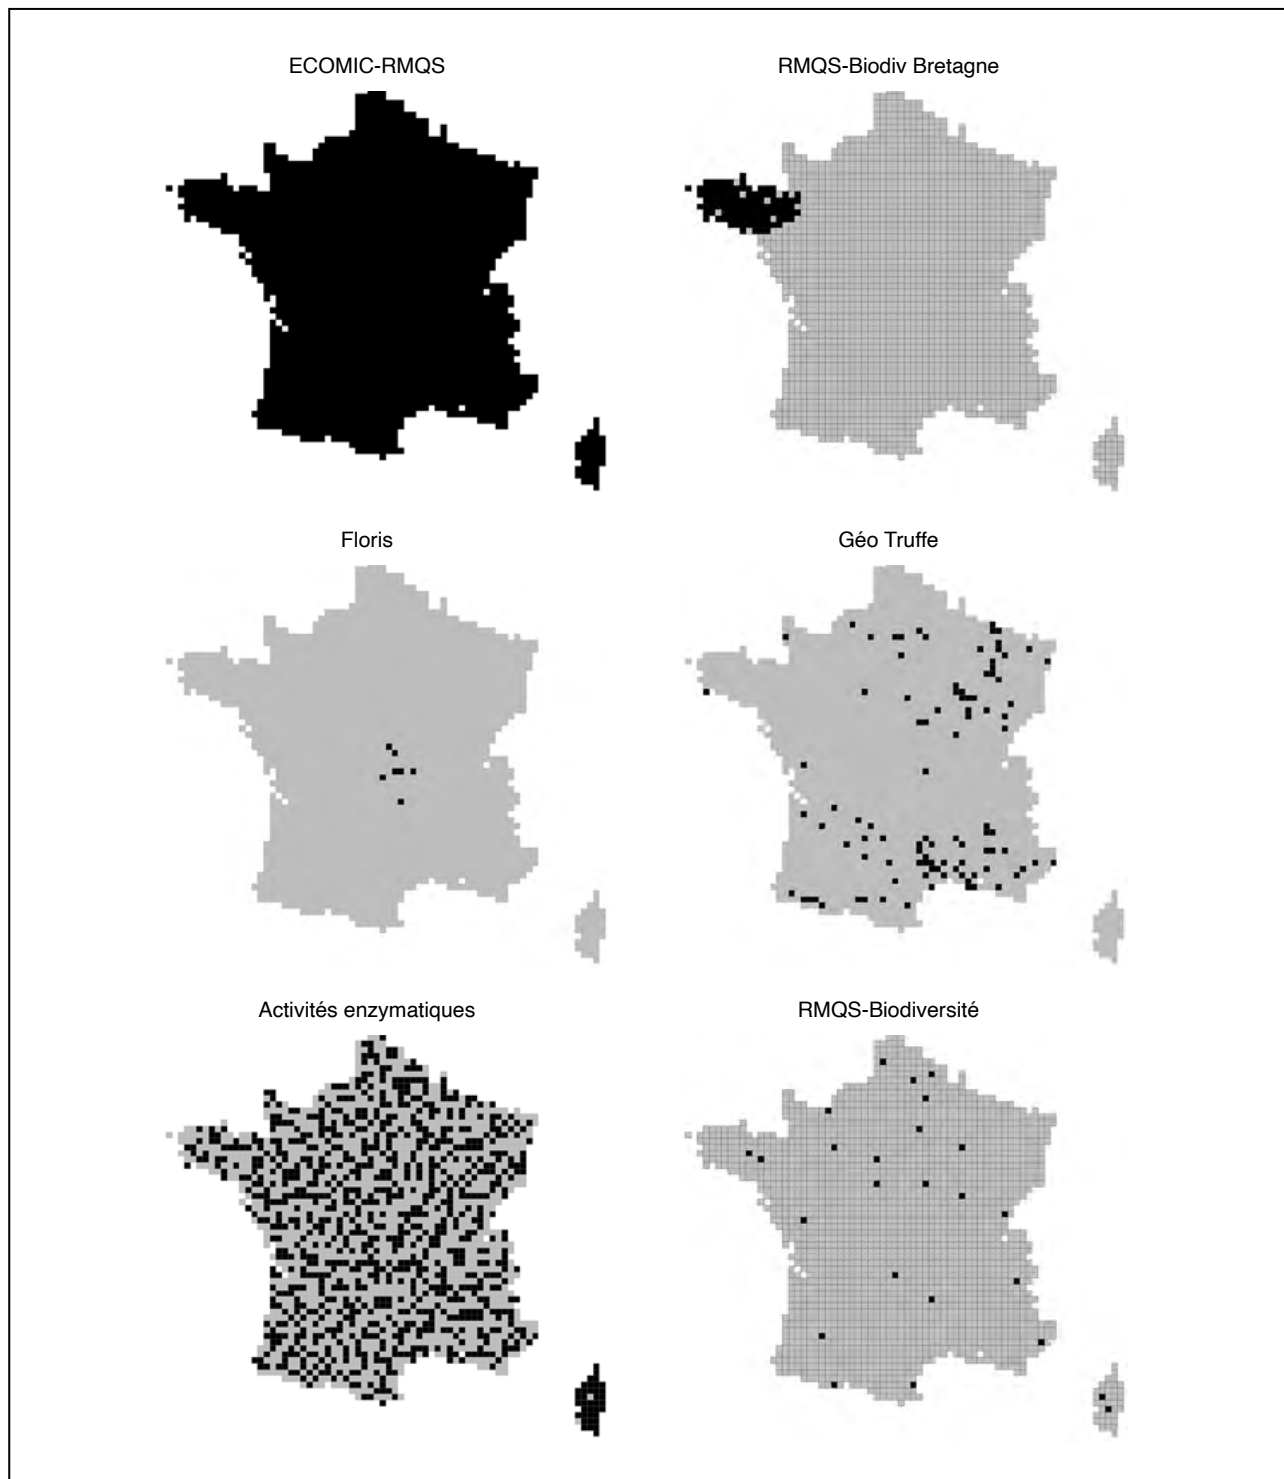 ECOMIC-RMQS
RMQS-Biodiv Bretagne
Floris
Géo Truffe
Activités enzymatiques
RMQS-Biodiversité